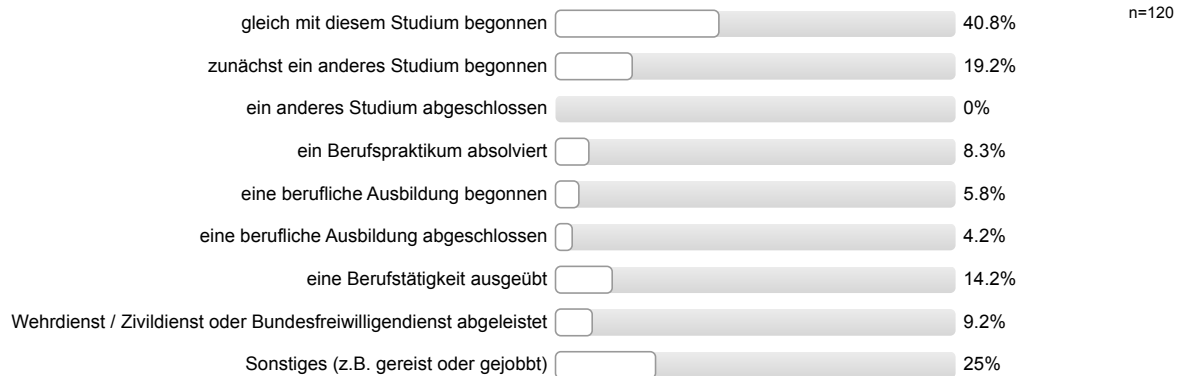 gleich mit diesem Studium begonnen 40.8% n=120
zunächst ein anderes Studium begonnen 19.2%
ein anderes Studium abgeschlossen 0%
ein Berufspraktikum absolviert 8.3%
eine berufliche Ausbildung begonnen 5.8%
eine berufliche Ausbildung abgeschlossen 4.2%
eine Berufstätigkeit ausgeübt 14.2%
Wehrdienst / Zivildienst oder Bundesfreiwilligendienst abgeleistet 9.2%
Sonstiges (z.B. gereist oder gejobbt) 25%